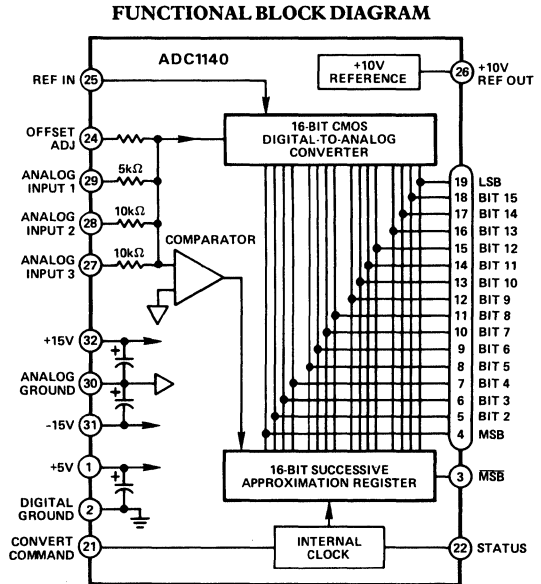 FUNCTIONAL BLOCK DIAGRAM
ADC1140
REF IN
25
+10V
REFERENCE
26
+10V
REF OUT
OFFSET
ADJ
24
16-BIT CMOS
DIGITAL-TO-ANALOG
CONVERTER
ANALOG
INPUT 1
29
5kΩ
ANALOG
INPUT 2
28
10kΩ
ANALOG
INPUT 3
27
10kΩ
COMPARATOR
19 LSB
18 BIT 15
17 BIT 14
16 BIT 13
15 BIT 12
14 BIT 11
13 BIT 10
12 BIT 9
11 BIT 8
10 BIT 7
9 BIT 6
8 BIT 5
7 BIT 4
6 BIT 3
5 BIT 2
4 MSB
+15V
32
+
ANALOG
GROUND
30
+
-15V
31
+5V
1
+
DIGITAL
GROUND
2
16-BIT SUCCESSIVE
APPROXIMATION REGISTER
3 M̅S̅B̅
CONVERT
COMMAND
21
INTERNAL
CLOCK
22 STATUS